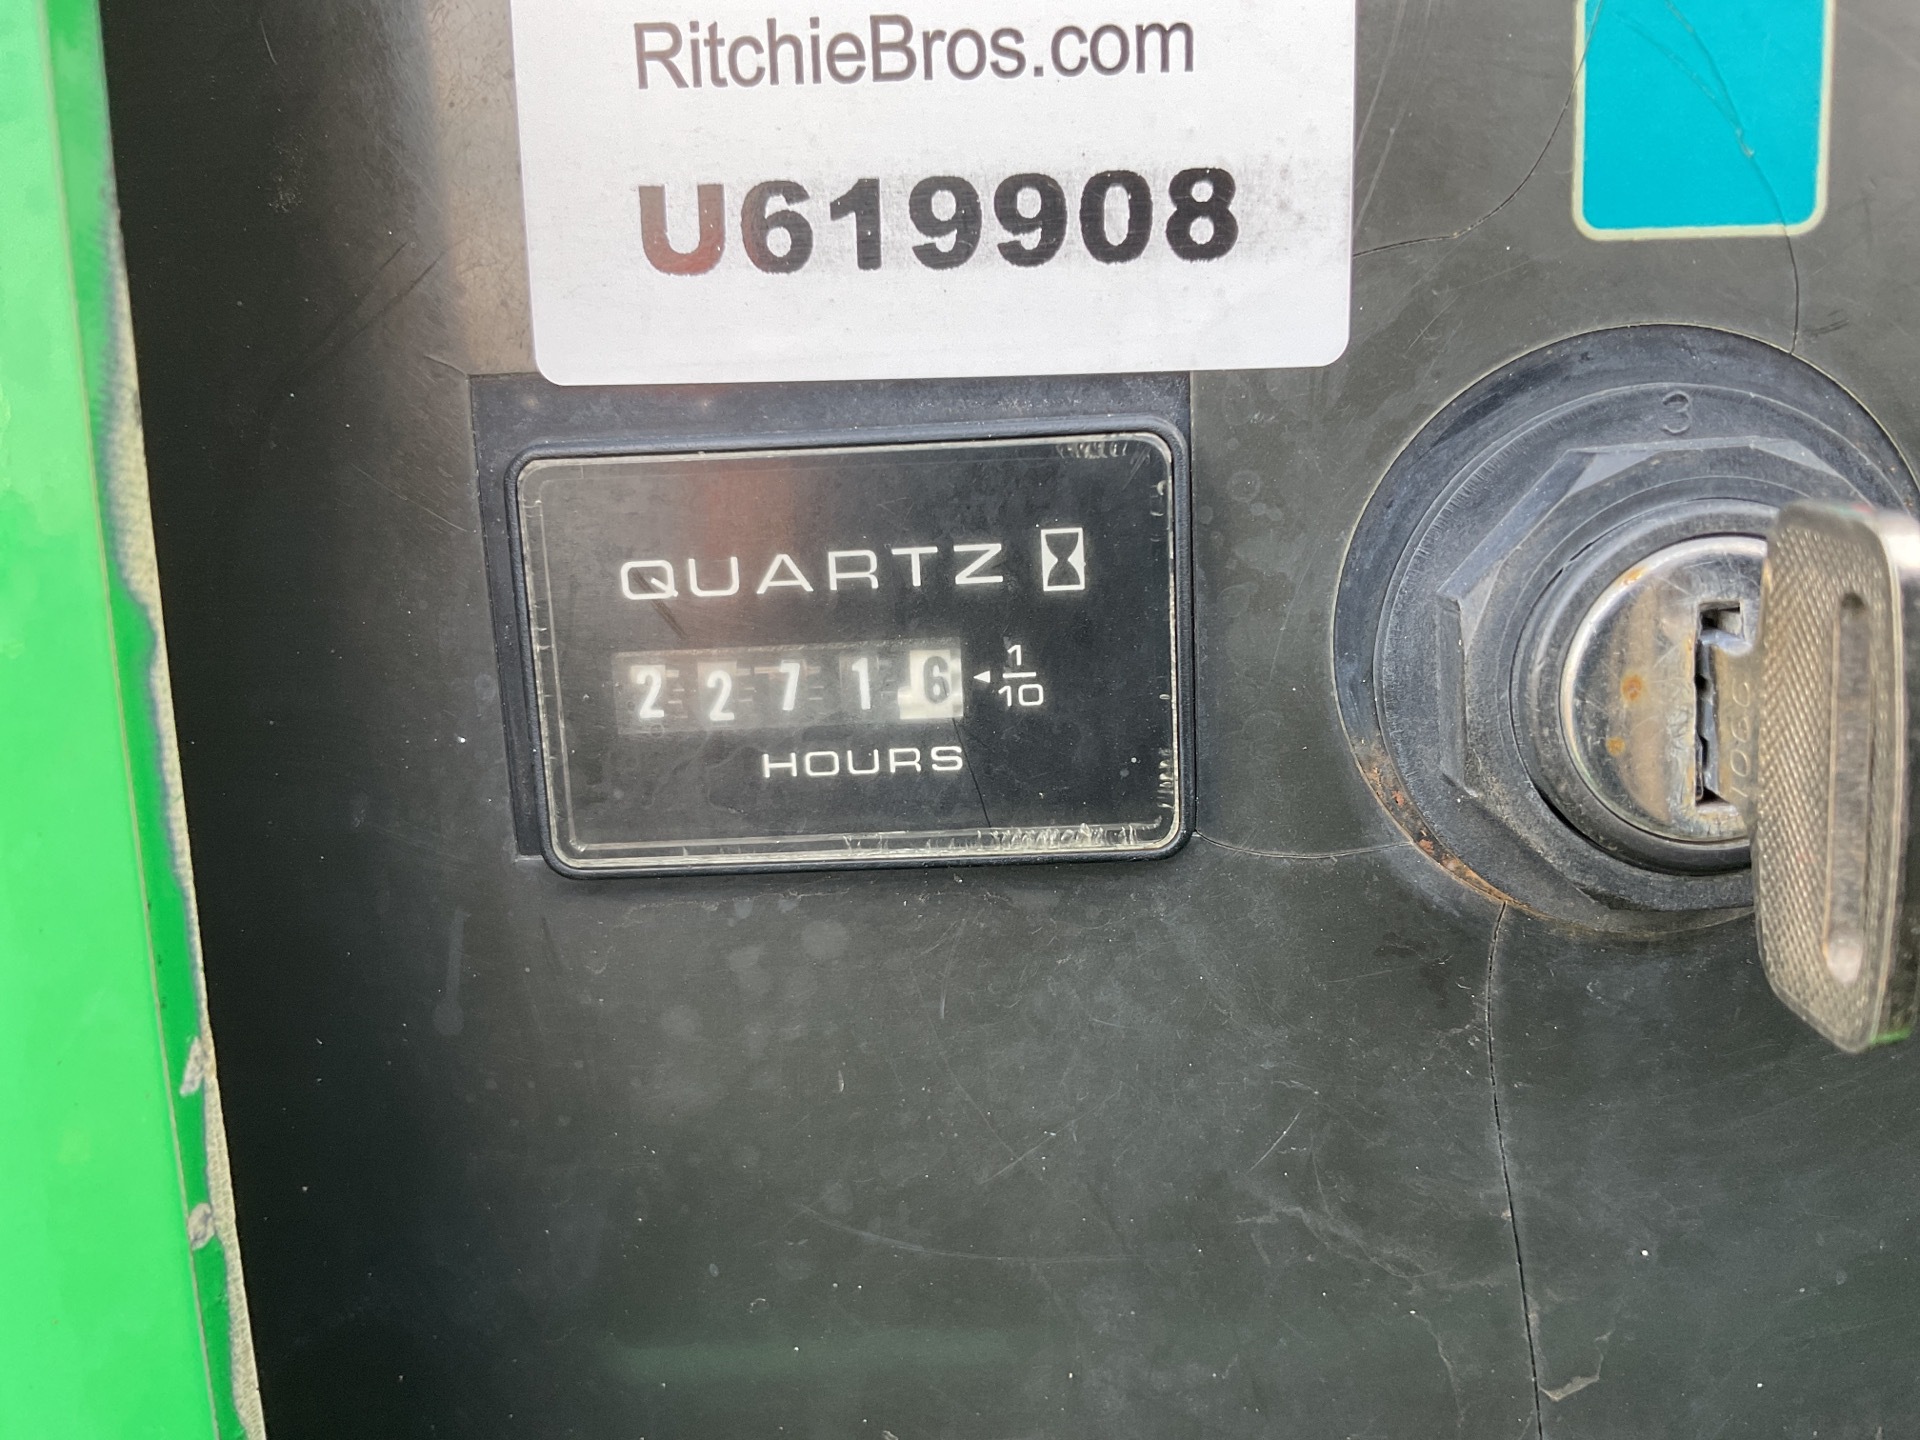 RitchieBros.com
U619908
3
QUARTZ
22716 1/10
HOURS